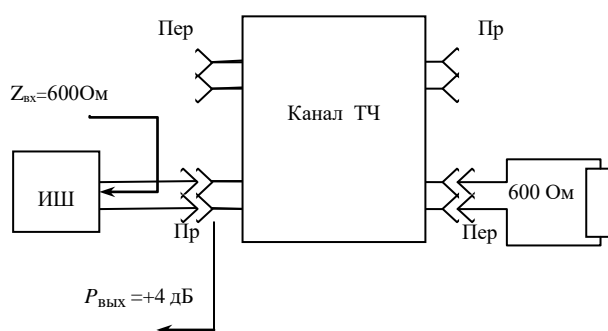 Пер
Пр
Zвх=600Ом
Канал ТЧ
ИШ
600 Ом
Пр
Пер
Pвых =+4 дБ